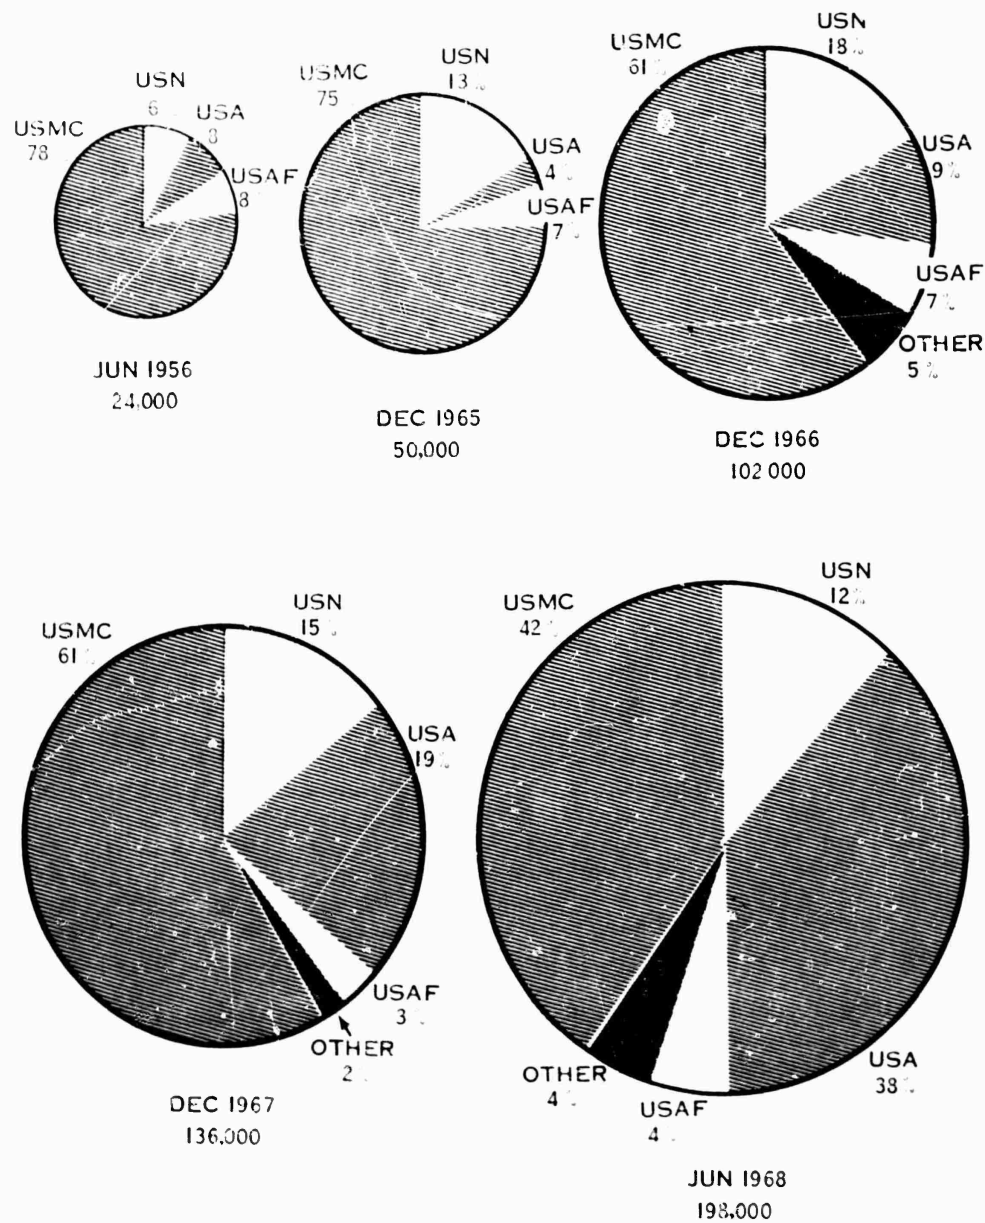 USN
6
USMC
78
USA
8
USAF
8
JUN 1956
24,000
USMC
75
USN
13%
USA
4%
USAF
7%
DEC 1965
50,000
USMC
61%
USN
18%
USA
9%
USAF
7%
OTHER
5%
DEC 1966
102 000
USMC
61%
USN
15%
USA
19%
USAF
3%
OTHER
2
DEC 1967
136,000
USMC
42%
USN
12%
USA
38%
OTHER
4%
USAF
4
JUN 1968
198,000